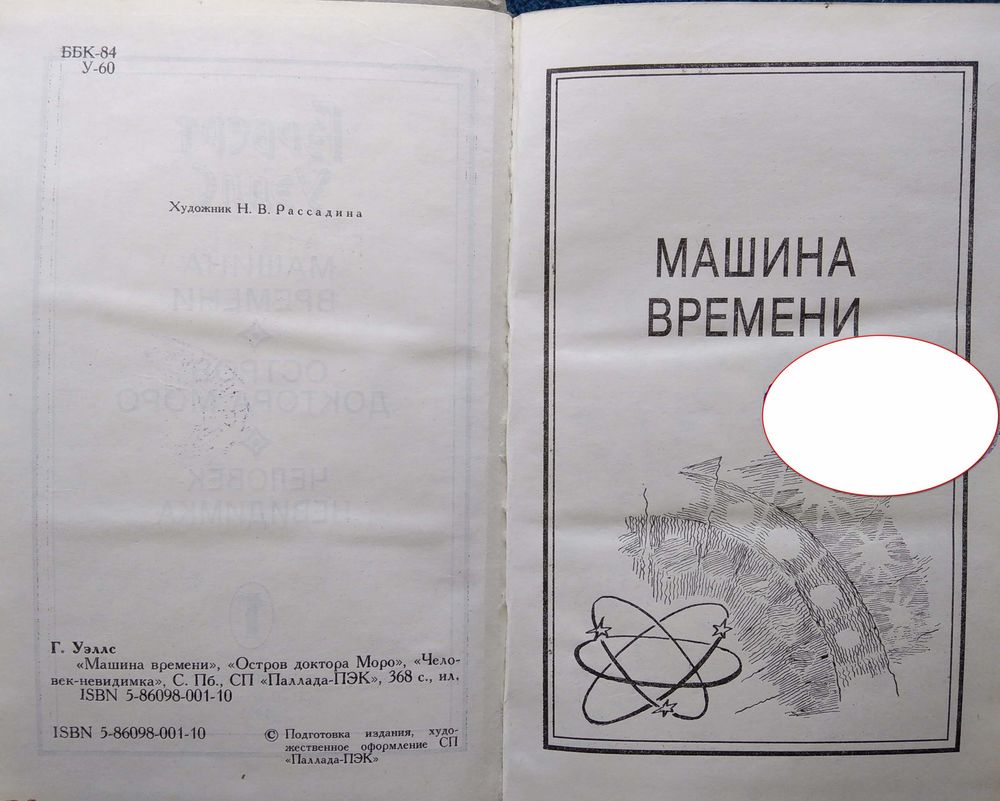 ББК-84
У-60
Художник Н. В. Рассадина
Г. Уэллс
«Машина времени», «Остров доктора Моро», «Чело-
век-невидимка», С. Пб., СП «Паллада-ПЭК», 368 с., ил.
ISBN 5-86098-001-10
ISBN 5-86098-001-10
© Подготовка издания, худо-
жественное оформление СП
«Паллада-ПЭК»
МАШИНА
ВРЕМЕНИ